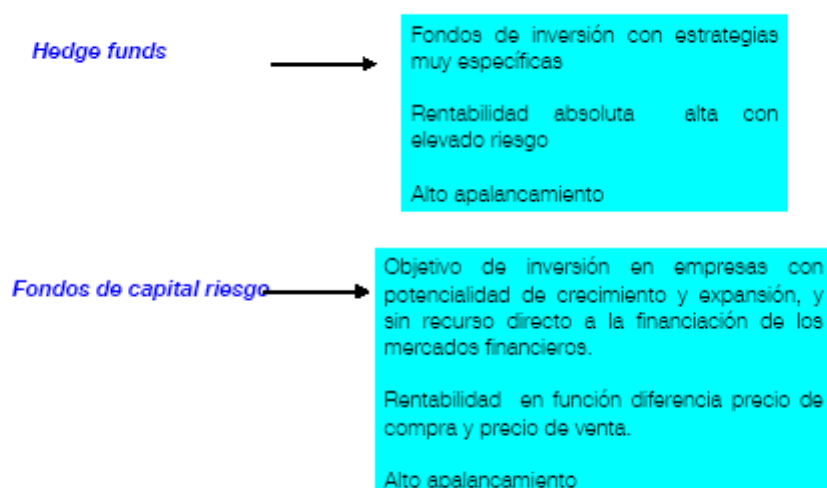 Hedge funds
Fondos de inversión con estrategias
muy específicas
Rentabilidad absoluta alta con
elevado riesgo
Alto apalancamiento
Fondos de capital riesgo
Objetivo de inversión en empresas con
potencialidad de crecimiento y expansión, y
sin recurso directo a la financiación de los
mercados financieros.
Rentabilidad en función diferencia precio de
compra y precio de venta.
Alto apalancamiento